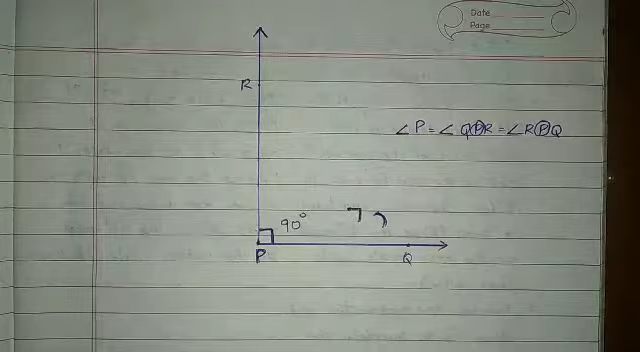 Date
Page
R
∠P = ∠QPR = ∠RPQ
90°
P
Q